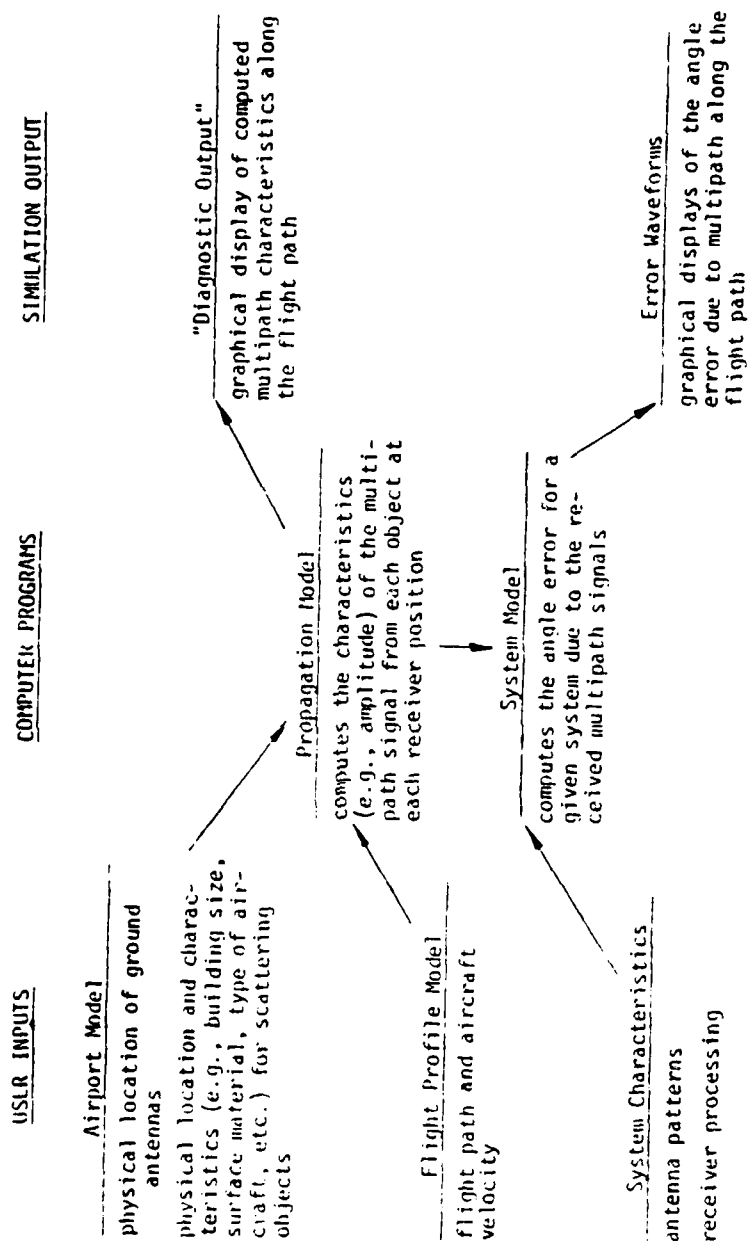 USER INPUTS
Airport Model
physical location of ground
antennas
physical location and charac-
teristics (e.g., building size,
surface material, type of air-
craft, etc.) for scattering
objects
Flight Profile Model
flight path and aircraft
velocity
System Characteristics
antenna patterns
receiver processing
COMPUTER PROGRAMS
Propagation Model
computes the characteristics
(e.g., amplitude) of the multi-
path signal from each object at
each receiver position
System Model
computes the angle error for a
given system due to the re-
ceived multipath signals
SIMULATION OUTPUT
"Diagnostic Output"
graphical display of computed
multipath characteristics along
the flight path
Error Waveforms
graphical displays of the angle
error due to multipath along the
flight path